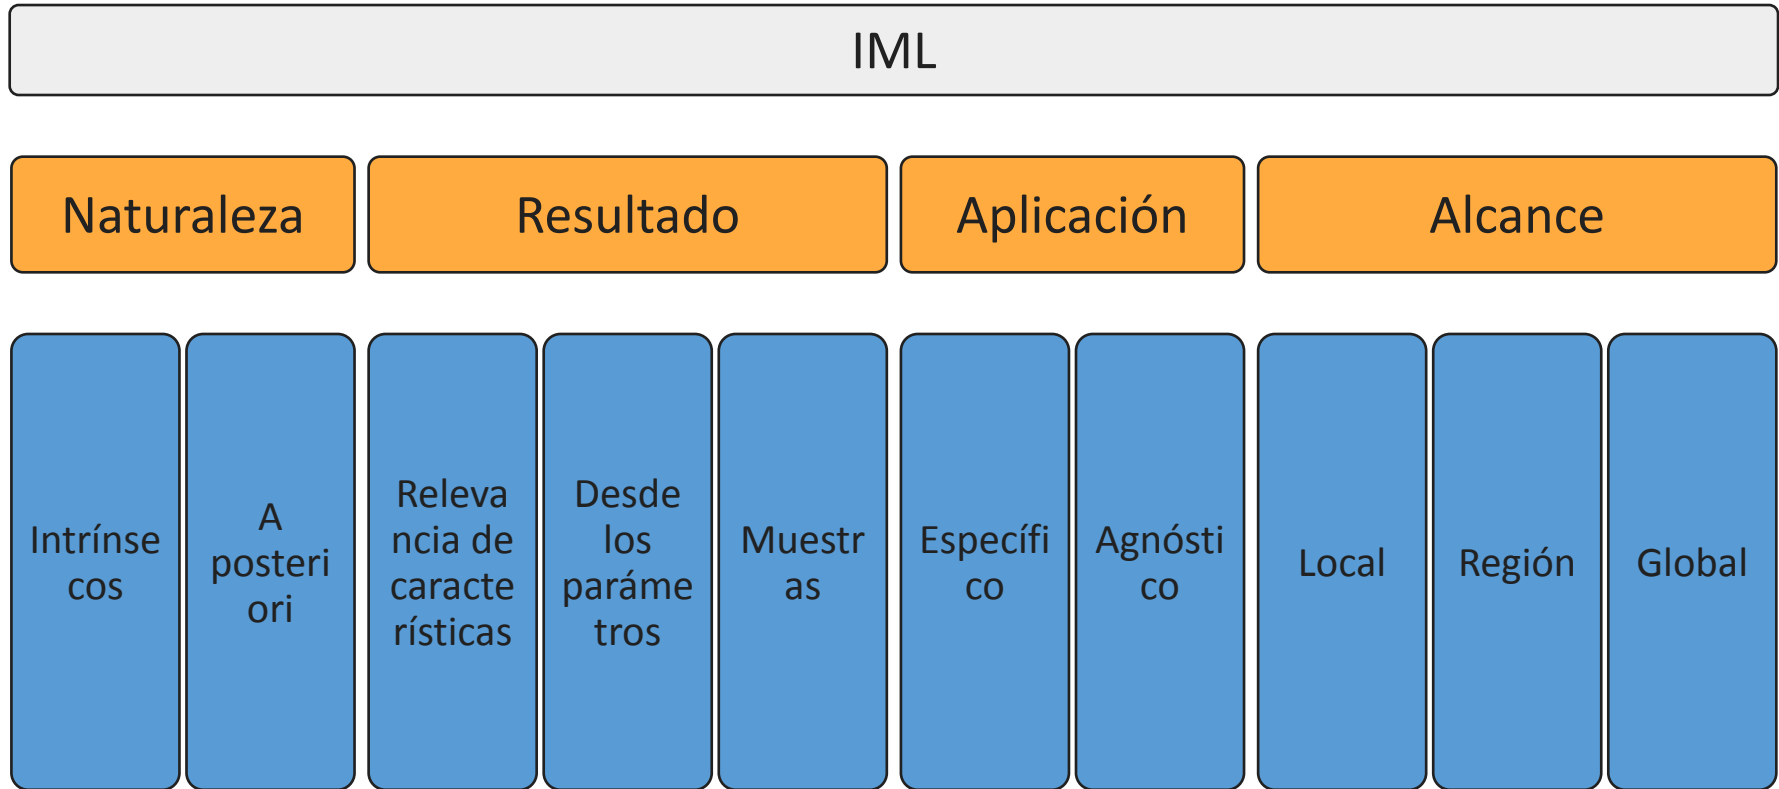 IML
Naturaleza
Resultado
Aplicación
Alcance
Intrínse
cos
A
posteri
ori
Releva
ncia de
caracte
rísticas
Desde
los
paráme
tros
Muestr
as
Específi
co
Agnósti
co
Local
Región
Global